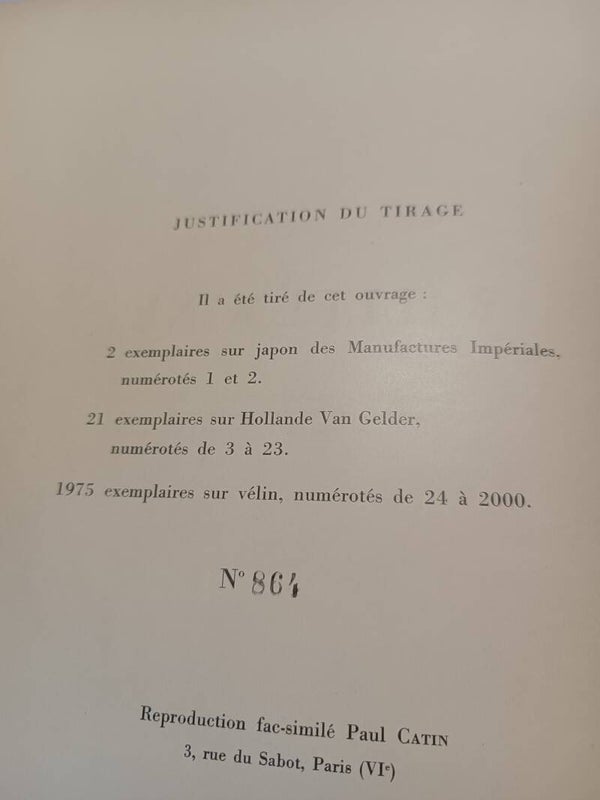 JUSTIFICATION DU TIRAGE
Il a été tiré de cet ouvrage :
2 exemplaires sur japon des Manufactures Impériales,
numérotés 1 et 2.
21 exemplaires sur Hollande Van Gelder,
numérotés de 3 à 23.
1975 exemplaires sur vélin, numérotés de 24 à 2000.
N° 864
Reproduction fac-similé Paul CATIN
3, rue du Sabot, Paris (VIe)